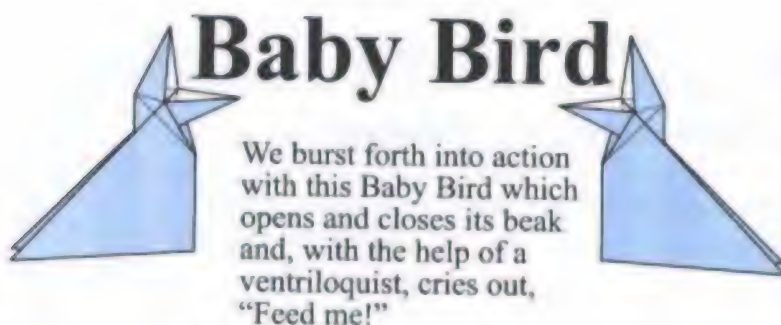 Baby Bird
We burst forth into action
with this Baby Bird which
opens and closes its beak
and, with the help of a
ventriloquist, cries out,
“Feed me!”